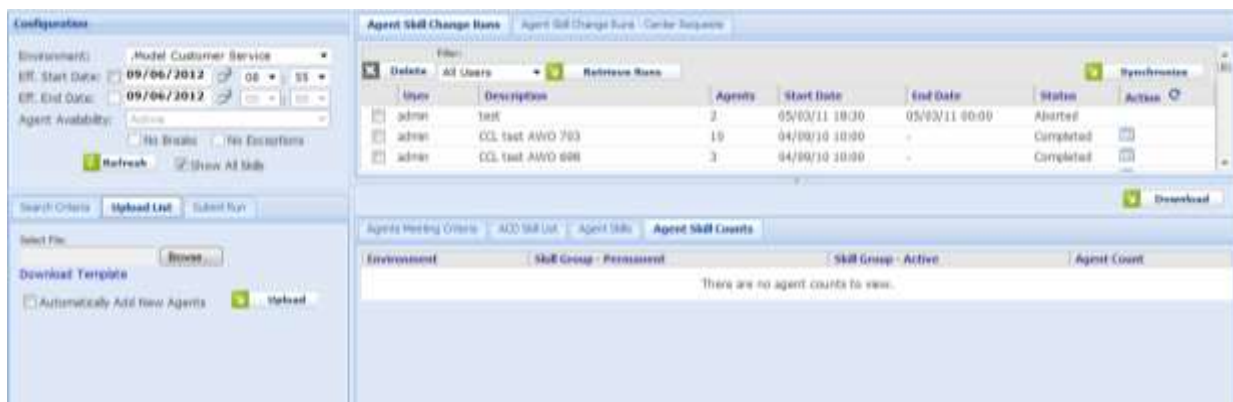 Configuration
Environment: .Model Customer Service
Eff. Start Date: 09/06/2012 08 : 55
Eff. End Date: 09/06/2012
Agent Availability: Active
No Breaks No Exceptions
Refresh Show All Skills
Search Criteria Upload List Submit Run
Select File:
Browse...
Download Template
Automatically Add New Agents Upload
Agent Skill Change Runs Agent Skill Change Runs - Center Requests
Filter:
Delete All Users Retrieve Runs Synchronize
User Description Agents Start Date End Date Status Action
admin test 2 05/03/11 18:30 05/03/11 00:00 Aborted
admin CCL test AWO 703 10 04/09/10 10:00 - Completed
admin CCL test AWO 698 3 04/09/10 10:00 - Completed
Download
Agents Meeting Criteria ACD Skill List Agent Skills Agent Skill Counts
Environment Skill Group - Permanent Skill Group - Active Agent Count
There are no agent counts to view.